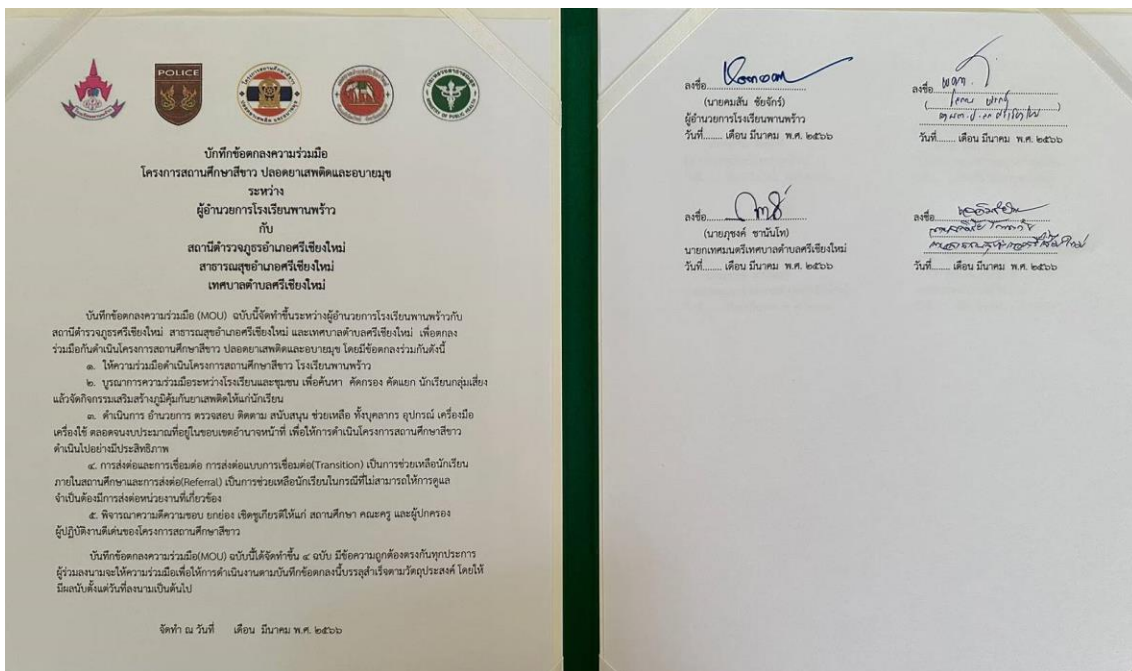 POLICE
บันทึกข้อตกลงความร่วมมือ
โครงการสถานศึกษาสีขาว ปลอดยาเสพติดและอบายมุข
ระหว่าง
ผู้อำนวยการโรงเรียนพานพร้าว
กับ
สถานีตำรวจภูธรอำเภอศรีเชียงใหม่
สาธารณสุขอำเภอศรีเชียงใหม่
เทศบาลตำบลศรีเชียงใหม่
บันทึกข้อตกลงความร่วมมือ (MOU) ฉบับนี้จัดทำขึ้นระหว่างผู้อำนวยการโรงเรียนพานพร้าวกับ
สถานีตำรวจภูธรศรีเชียงใหม่ สาธารณสุขอำเภอศรีเชียงใหม่ และเทศบาลตำบลศรีเชียงใหม่ เพื่อตกลง
ร่วมมือกันดำเนินโครงการสถานศึกษาสีขาว ปลอดยาเสพติดและอบายมุข โดยมีข้อตกลงร่วมกันดังนี้
๑. ให้ความร่วมมือดำเนินโครงการสถานศึกษาสีขาว โรงเรียนพานพร้าว
๒. บูรณาการความร่วมมือระหว่างโรงเรียนและชุมชน เพื่อค้นหา คัดกรอง คัดแยก นักเรียนกลุ่มเสี่ยง
แล้วจัดกิจกรรมเสริมสร้างภูมิคุ้มกันยาเสพติดให้แก่นักเรียน
๓. ดำเนินการ อำนวยการ ตรวจสอบ ติดตาม สนับสนุน ช่วยเหลือ ทั้งบุคลากร อุปกรณ์ เครื่องมือ
เครื่องใช้ ตลอดจนงบประมาณที่อยู่ในขอบเขตอำนาจหน้าที่ เพื่อให้การดำเนินโครงการสถานศึกษาสีขาว
ดำเนินไปอย่างมีประสิทธิภาพ
๔. การส่งต่อและการเชื่อมต่อ การส่งต่อแบบการเชื่อมต่อ(Transition) เป็นการช่วยเหลือนักเรียน
ภายในสถานศึกษาและการส่งต่อ(Referral) เป็นการช่วยเหลือนักเรียนในกรณีที่ไม่สามารถให้การดูแล
จำเป็นต้องมีการส่งต่อหน่วยงานที่เกี่ยวข้อง
๕. พิจารณาความดีความชอบ ยกย่อง เชิดชูเกียรติให้แก่ สถานศึกษา คณะครู และผู้ปกครอง
ผู้ปฏิบัติงานดีเด่นของโครงการสถานศึกษาสีขาว
บันทึกข้อตกลงความร่วมมือ(MOU) ฉบับนี้ได้จัดทำขึ้น ๔ ฉบับ มีข้อความถูกต้องตรงกันทุกประการ
ผู้ร่วมลงนามจะให้ความร่วมมือเพื่อให้การดำเนินงานตามบันทึกข้อตกลงนี้บรรลุสำเร็จตามวัตถุประสงค์ โดยให้
มีผลนับตั้งแต่วันที่ลงนามเป็นต้นไป
จัดทำ ณ วันที่ เดือน มีนาคม พ.ศ. ๒๕๖๖
ลงชื่อ
(นายคมสัน ชัยจักร์)
ผู้อำนวยการโรงเรียนพานพร้าว
วันที่....... เดือน มีนาคม พ.ศ. ๒๕๖๖
ลงชื่อ
วันที่....... เดือน มีนาคม พ.ศ. ๒๕๖๖
ลงชื่อ
(นายภุชงค์ ชานันโท)
นายกเทศมนตรีเทศบาลตำบลศรีเชียงใหม่
วันที่....... เดือน มีนาคม พ.ศ. ๒๕๖๖
ลงชื่อ
วันที่....... เดือน มีนาคม พ.ศ. ๒๕๖๖